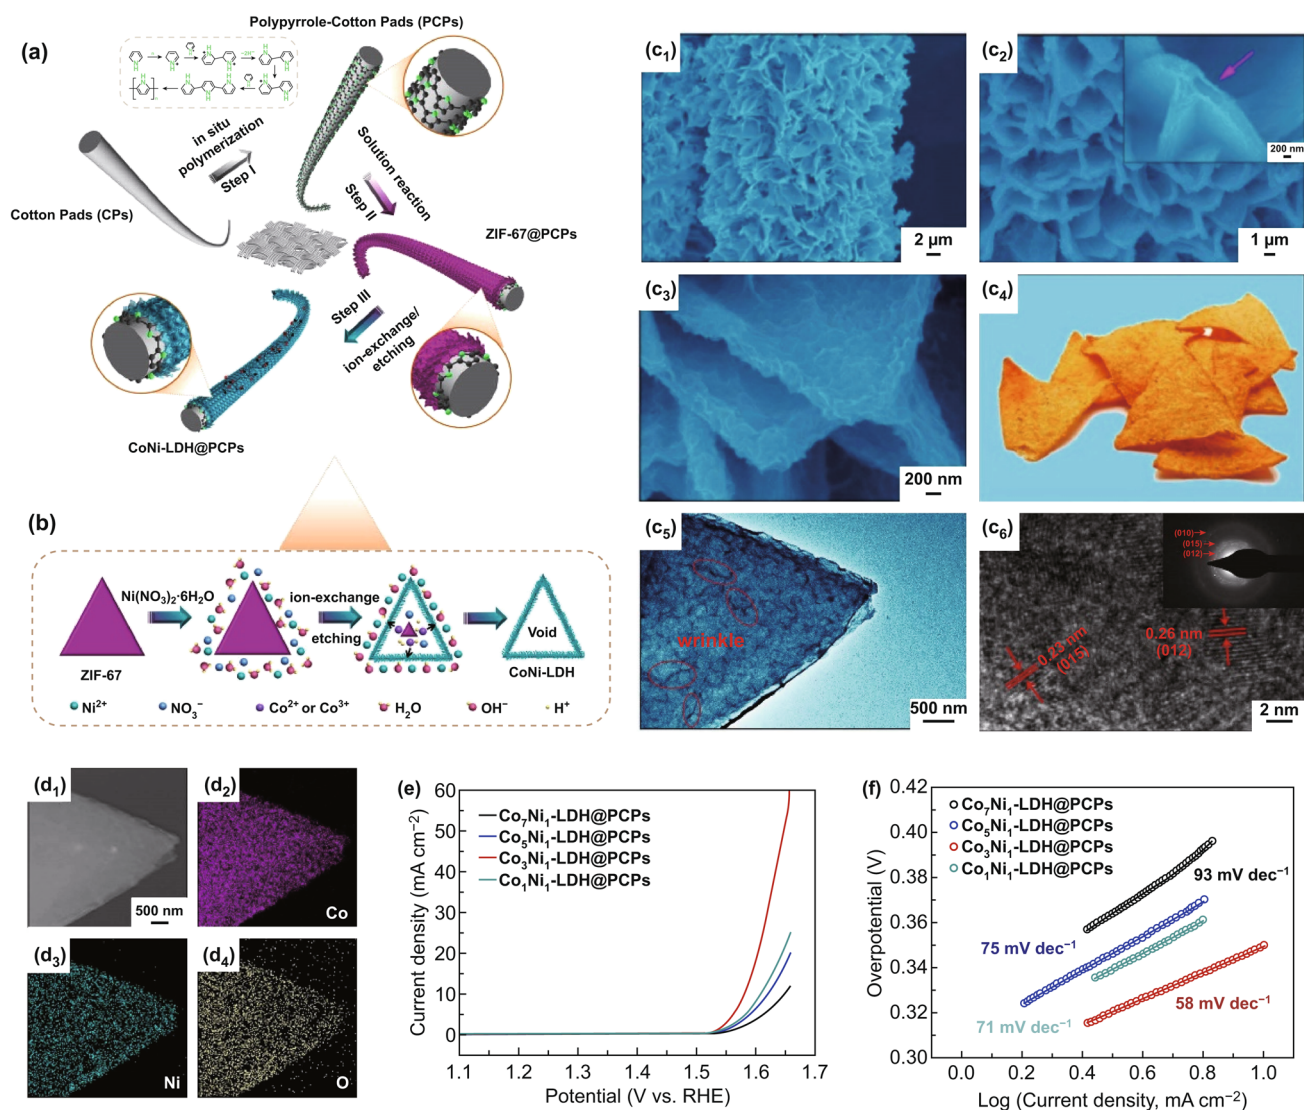 (a)
Polypyrrole-Cotton Pads (PCPs)
in situ
polymerization
Step I
Solution reaction
Step II
Cotton Pads (CPs)
ZIF-67@PCPs
Step III
ion-exchange/
etching
CoNi-LDH@PCPs
(b)
Ni(NO₃)₂·6H₂O
ion-exchange
etching
Void
ZIF-67
CoNi-LDH
Ni²⁺
NO₃⁻
Co²⁺ or Co³⁺
H₂O
OH⁻
H⁺
(c₁)
2 μm
(c₂)
200 nm
1 μm
(c₃)
200 nm
(c₄)
(c₅)
wrinkle
500 nm
(c₆)
(010)
(015)
(012)
0.23 nm
(015)
0.26 nm
(012)
2 nm
(d₁)
500 nm
(d₂)
Co
(d₃)
Ni
(d₄)
O
(e)
Co₇Ni₁-LDH@PCPs
Co₅Ni₁-LDH@PCPs
Co₃Ni₁-LDH@PCPs
Co₁Ni₁-LDH@PCPs
Current density (mA cm⁻²)
60
50
40
30
20
10
0
1.1 1.2 1.3 1.4 1.5 1.6 1.7
Potential (V vs. RHE)
(f)
Co₇Ni₁-LDH@PCPs
Co₅Ni₁-LDH@PCPs
Co₃Ni₁-LDH@PCPs
Co₁Ni₁-LDH@PCPs
93 mV dec⁻¹
75 mV dec⁻¹
71 mV dec⁻¹
58 mV dec⁻¹
Overpotential (V)
0.42
0.40
0.38
0.36
0.34
0.32
0.30
0.0 0.2 0.4 0.6 0.8 1.0
Log (Current density, mA cm⁻²)